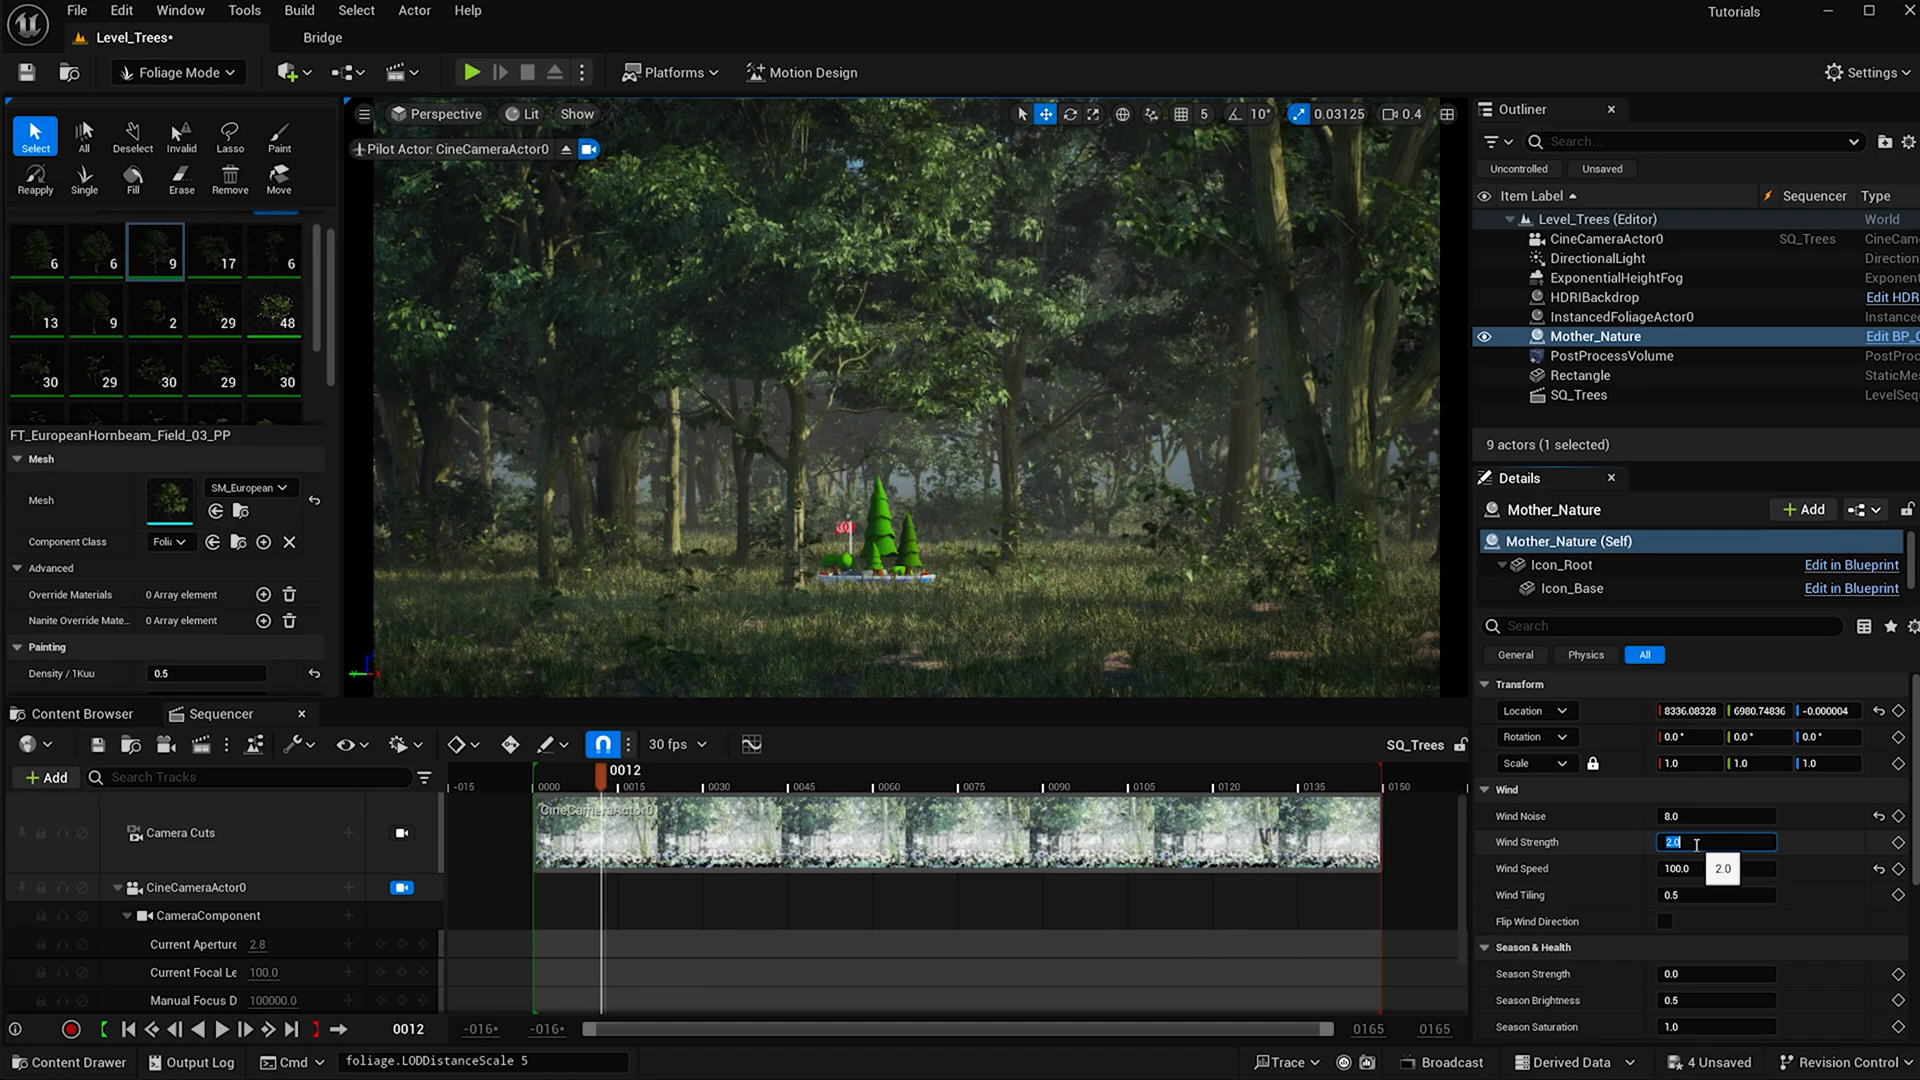 File Edit Window Tools Build Select Actor Help Tutorials
Level_Trees* Bridge
Foliage Mode Platforms Motion Design Settings
Perspective Lit Show 5 10° 0.03125 0.4
Pilot Actor: CineCameraActor0
Select All Deselect Invalid Lasso Paint
Reapply Single Fill Erase Remove Move
6 6 9 17 6
13 9 2 29 48
30 29 30 29 30
FT_EuropeanHornbeam_Field_03_PP
Mesh
Mesh SM_European
Component Class Folia
Advanced
Override Materials 0 Array element
Nanite Override Mate... 0 Array element
Painting
Density / 1Kuu 0.5
Outliner
Search...
Uncontrolled Unsaved
Item Label Sequencer Type
Level_Trees (Editor) World
CineCameraActor0 SQ_Trees CineCam
DirectionalLight Direction
ExponentialHeightFog Exponent
HDRIBackdrop Edit HDR
InstancedFoliageActor0 Instance
Mother_Nature Edit BP_
PostProcessVolume PostProc
Rectangle StaticMes
SQ_Trees LevelSeq
9 actors (1 selected)
Details
Mother_Nature Add
Mother_Nature (Self)
Icon_Root Edit in Blueprint
Icon_Base Edit in Blueprint
Search
General Physics All
Transform
Location 8336.08328 6980.74836 -0.000004
Rotation 0.0° 0.0° 0.0°
Scale 1.0 1.0 1.0
Wind
Wind Noise 8.0
Wind Strength 2.0
Wind Speed 100.0 2.0
Wind Tiling 0.5
Flip Wind Direction
Season & Health
Season Strength 0.0
Season Brightness 0.5
Season Saturation 1.0
Content Browser Sequencer
30 fps SQ_Trees
Add Search Tracks
0012
-015 0000 0015 0030 0045 0060 0075 0090 0105 0120 0135 0150
CineCameraActor0
Camera Cuts
CineCameraActor0
CameraComponent
Current Aperture 2.8
Current Focal Le 100.0
Manual Focus D 100000.0
0012 -016* -016* 0165 0165
Content Drawer Output Log Cmd foliage.LODDistanceScale 5 Trace Broadcast Derived Data 4 Unsaved Revision Control